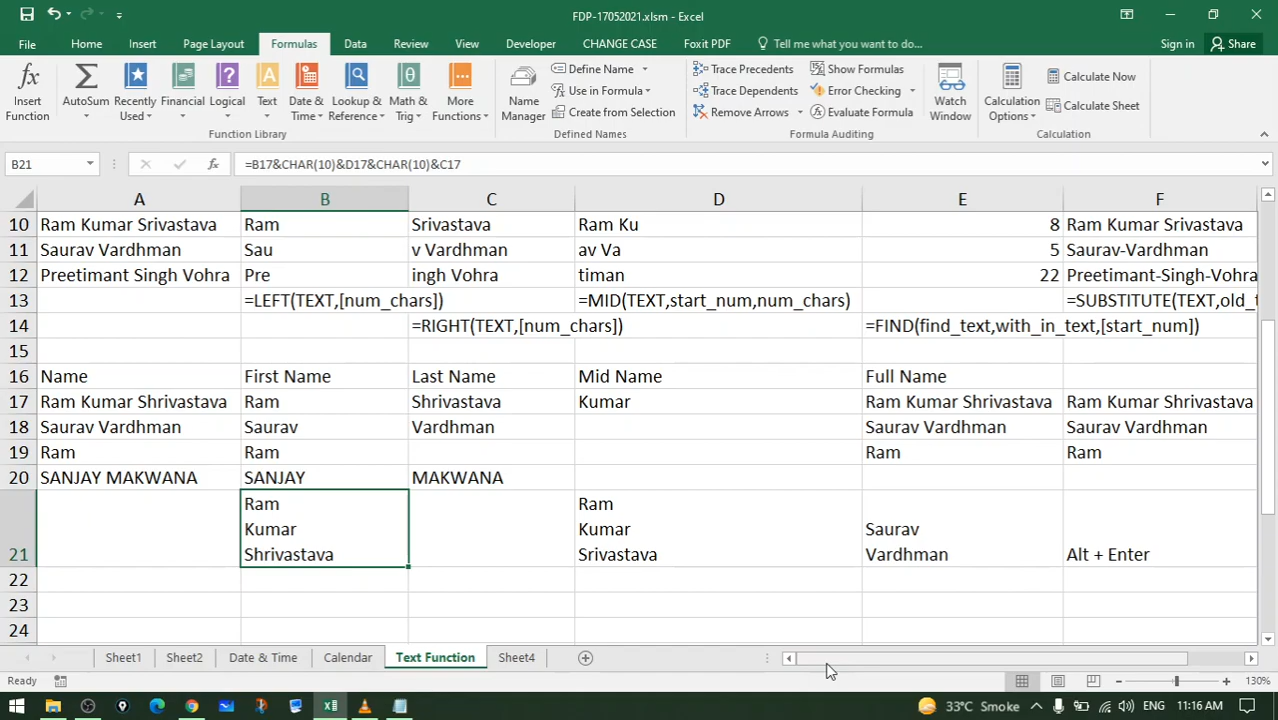 FDP-17052021.xlsm - Excel
File Home Insert Page Layout Formulas Data Review View Developer CHANGE CASE Foxit PDF Tell me what you want to do... Sign in Share
Insert Function
AutoSum
Recently Used
Financial
Logical
Text
Date & Time
Lookup & Reference
Math & Trig
More Functions
Function Library
Name Manager
Define Name
Use in Formula
Create from Selection
Defined Names
Trace Precedents
Trace Dependents
Remove Arrows
Show Formulas
Error Checking
Evaluate Formula
Formula Auditing
Watch Window
Calculation Options
Calculate Now
Calculate Sheet
Calculation
B21 fx =B17&CHAR(10)&D17&CHAR(10)&C17
A B C D E F
10 Ram Kumar Srivastava Ram Srivastava Ram Ku 8 Ram Kumar Srivastava
11 Saurav Vardhman Sau v Vardhman av Va 5 Saurav-Vardhman
12 Preetimant Singh Vohra Pre ingh Vohra timan 22 Preetimant-Singh-Vohra
13 =LEFT(TEXT,[num_chars]) =MID(TEXT,start_num,num_chars) =SUBSTITUTE(TEXT,old_t
14 =RIGHT(TEXT,[num_chars]) =FIND(find_text,with_in_text,[start_num])
15
16 Name First Name Last Name Mid Name Full Name
17 Ram Kumar Shrivastava Ram Shrivastava Kumar Ram Kumar Shrivastava Ram Kumar Shrivastava
18 Saurav Vardhman Saurav Vardhman Saurav Vardhman Saurav Vardhman
19 Ram Ram Ram Ram
20 SANJAY MAKWANA SANJAY MAKWANA
Ram Ram
Kumar Kumar Saurav
21 Shrivastava Srivastava Vardhman Alt + Enter
22
23
24
Sheet1 Sheet2 Date & Time Calendar Text Function Sheet4
Ready 130%
33°C Smoke ENG 11:16 AM